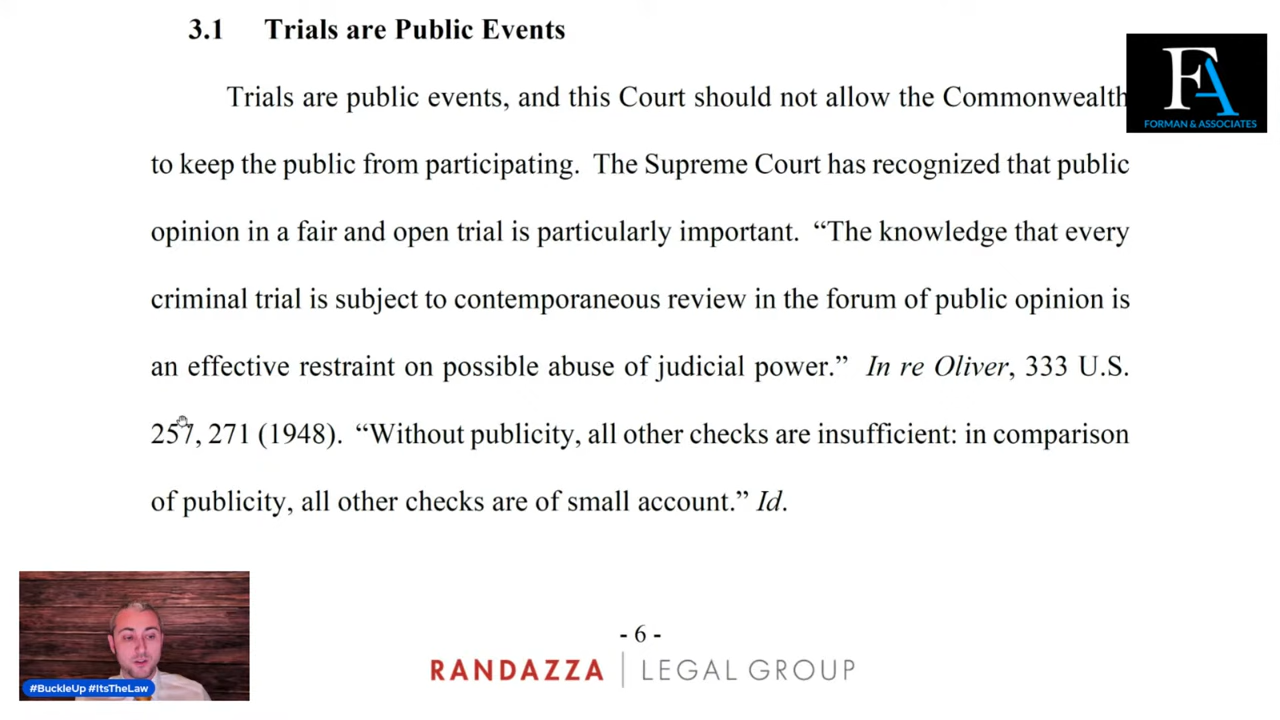 3.1 Trials are Public Events
FA
FORMAN & ASSOCIATES
Trials are public events, and this Court should not allow the Commonwealth
to keep the public from participating. The Supreme Court has recognized that public
opinion in a fair and open trial is particularly important. “The knowledge that every
criminal trial is subject to contemporaneous review in the forum of public opinion is
an effective restraint on possible abuse of judicial power.” In re Oliver, 333 U.S.
257, 271 (1948). “Without publicity, all other checks are insufficient: in comparison
of publicity, all other checks are of small account.” Id.
- 6 -
RANDAZZA | LEGAL GROUP
#BuckleUp #ItsTheLaw